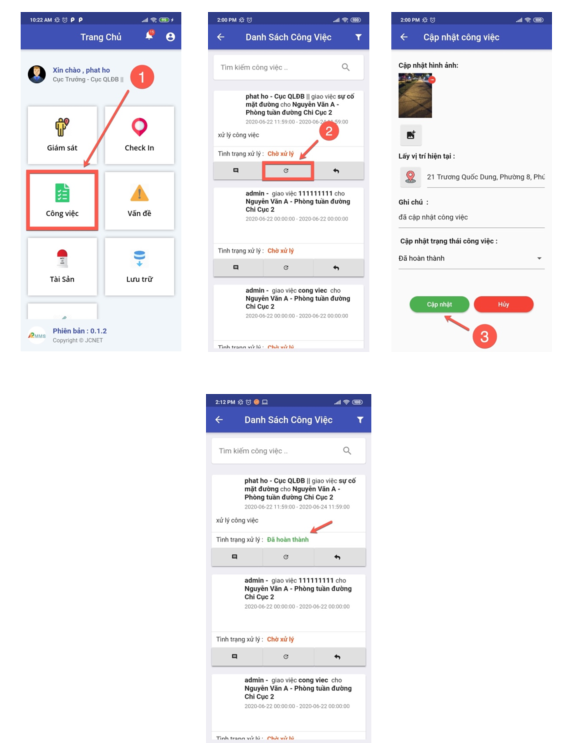 10:22 AM
Trang Chủ
Xin chào , phat ho
Cục Trưởng - Cục QLĐB ||
1
Giám sát
Check In
Công việc
Vấn đề
Tài Sản
Lưu trữ
Phiên bản : 0.1.2
Copyright © JCNET
2:00 PM
Danh Sách Công Việc
Tìm kiếm công việc ..
phat ho - Cục QLĐB || giao việc sự cố
mặt đường cho Nguyễn Văn A -
Phòng tuần đường Chi Cục 2
2020-06-22 11:59:00 - 2020-06-24 11:59:00
2
xử lý công việc
Tình trạng xử lý : Chờ xử lý
admin - giao việc 111111111 cho
Nguyễn Văn A - Phòng tuần đường
Chi Cục 2
2020-06-22 00:00:00 - 2020-06-22 00:00:00
Tình trạng xử lý : Chờ xử lý
admin - giao việc cong viec cho
Nguyễn Văn A - Phòng tuần đường
Chi Cục 2
2020-06-22 00:00:00 - 2020-06-22 00:00:00
Tình trạng xử lý : Chờ xử lý
2:00 PM
Cập nhật công việc
Cập nhật hình ảnh:
Lấy vị trí hiện tại :
21 Trương Quốc Dung, Phường 8, Phú
Ghi chú :
đã cập nhật công việc
Cập nhật trạng thái công việc :
Đã hoàn thành
Cập nhật
Hủy
3
2:12 PM
Danh Sách Công Việc
Tìm kiếm công việc ..
phat ho - Cục QLĐB || giao việc sự cố
mặt đường cho Nguyễn Văn A -
Phòng tuần đường Chi Cục 2
2020-06-22 11:59:00 - 2020-06-24 11:59:00
xử lý công việc
Tình trạng xử lý : Đã hoàn thành
admin - giao việc 111111111 cho
Nguyễn Văn A - Phòng tuần đường
Chi Cục 2
2020-06-22 00:00:00 - 2020-06-22 00:00:00
Tình trạng xử lý : Chờ xử lý
admin - giao việc cong viec cho
Nguyễn Văn A - Phòng tuần đường
Chi Cục 2
2020-06-22 00:00:00 - 2020-06-22 00:00:00
Tình trạng xử lý : Chờ xử lý